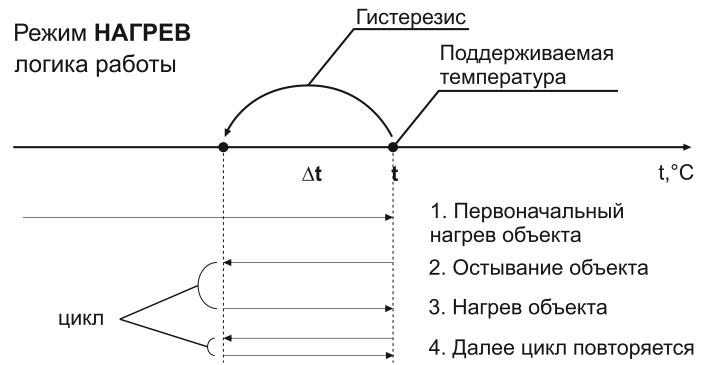 Режим НАГРЕВ
логика работы
Гистерезис
Поддерживаемая
температура
Δt
t
t,°C
1. Первоначальный
нагрев объекта
2. Остывание объекта
3. Нагрев объекта
цикл
4. Далее цикл повторяется